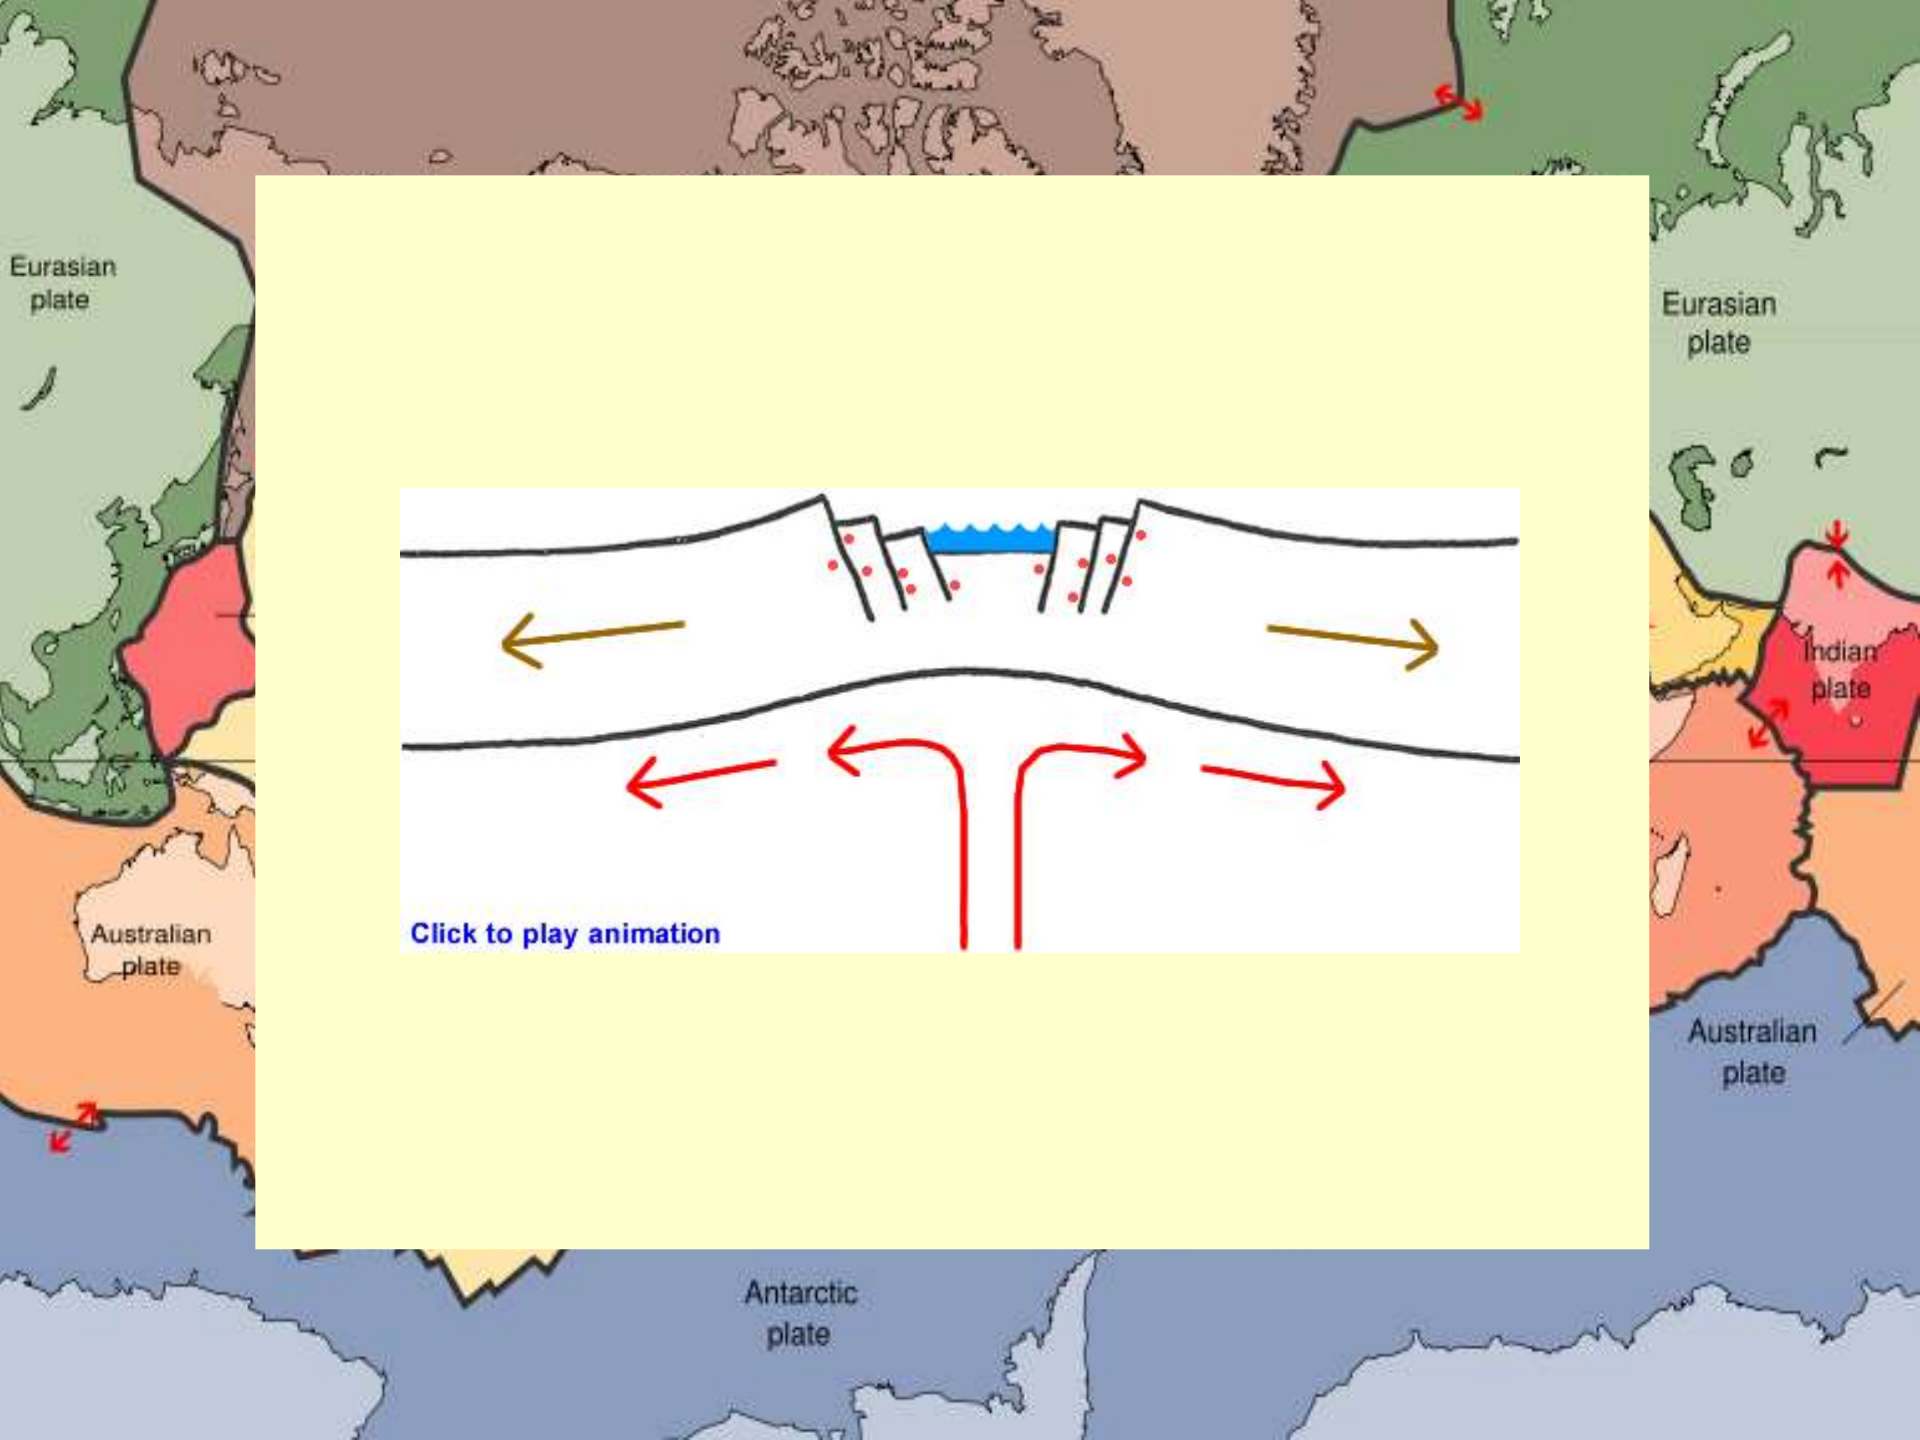 Eurasian
plate
Eurasian
plate
Indian
plate
Australian
plate
Click to play animation
Australian
plate
Antarctic
plate